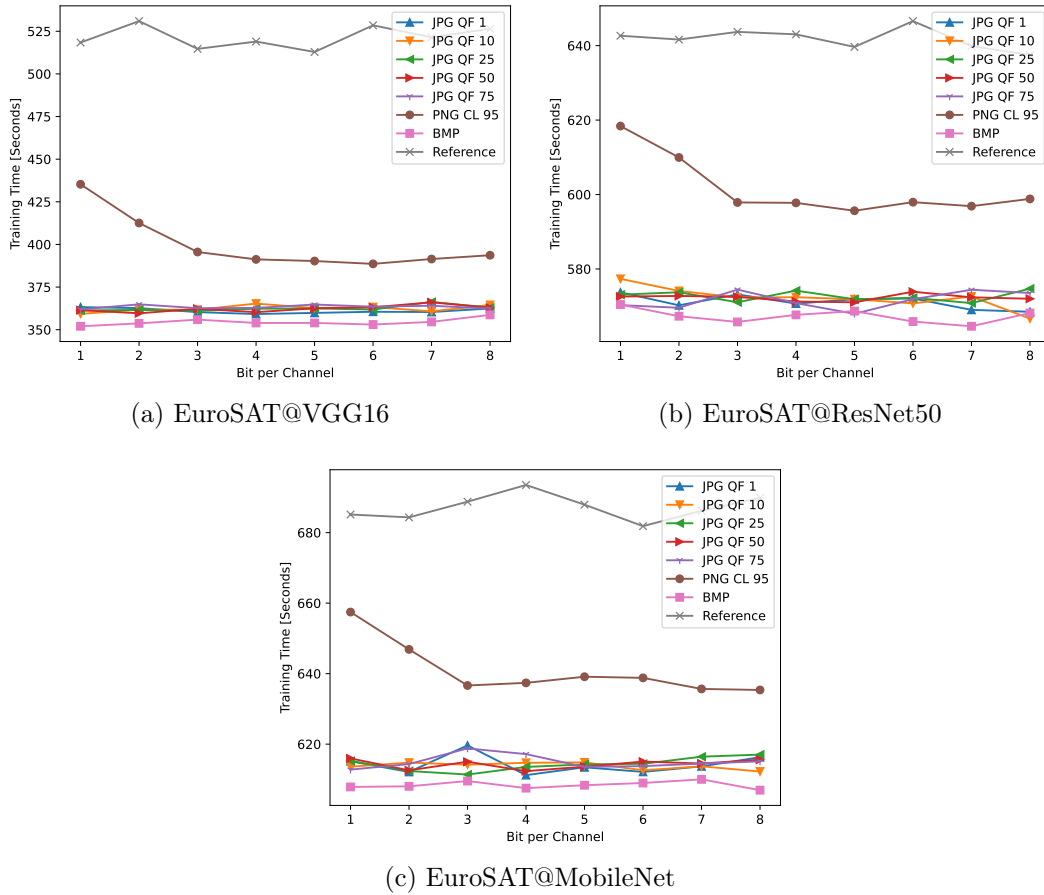 525
500
475
450
425
400
375
350
Training Time [Seconds]
1 2 3 4 5 6 7 8
Bit per Channel
JPG QF 1
JPG QF 10
JPG QF 25
JPG QF 50
JPG QF 75
PNG CL 95
BMP
Reference
(a) EuroSAT@VGG16
640
620
600
580
Training Time [Seconds]
1 2 3 4 5 6 7 8
Bit per Channel
JPG QF 1
JPG QF 10
JPG QF 25
JPG QF 50
JPG QF 75
PNG CL 95
BMP
Reference
(b) EuroSAT@ResNet50
680
660
640
620
Training Time [Seconds]
1 2 3 4 5 6 7 8
Bit per Channel
JPG QF 1
JPG QF 10
JPG QF 25
JPG QF 50
JPG QF 75
PNG CL 95
BMP
Reference
(c) EuroSAT@MobileNet